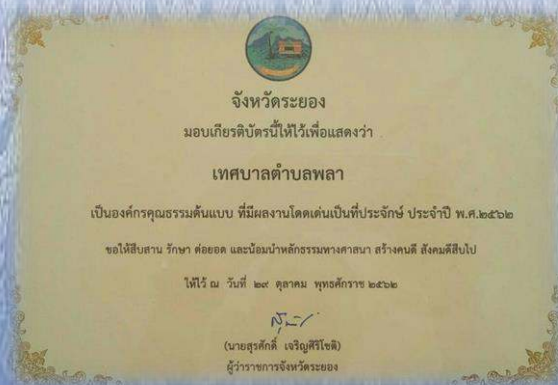 จังหวัดระยอง
มอบเกียรติบัตรนี้ให้ไว้เพื่อแสดงว่า
เทศบาลตำบลพลา
เป็นองค์กรคุณธรรมต้นแบบ ที่มีผลงานโดดเด่นเป็นที่ประจักษ์ ประจำปี พ.ศ.๒๕๖๒
ขอให้สืบสาน รักษา ต่อยอด และน้อมนำหลักธรรมทางศาสนา สร้างคนดี สังคมดีสืบไป
ให้ไว้ ณ วันที่ ๒๙ ตุลาคม พุทธศักราช ๒๕๖๒
(นายสุรศักดิ์ เจริญศิริโชติ)
ผู้ว่าราชการจังหวัดระยอง